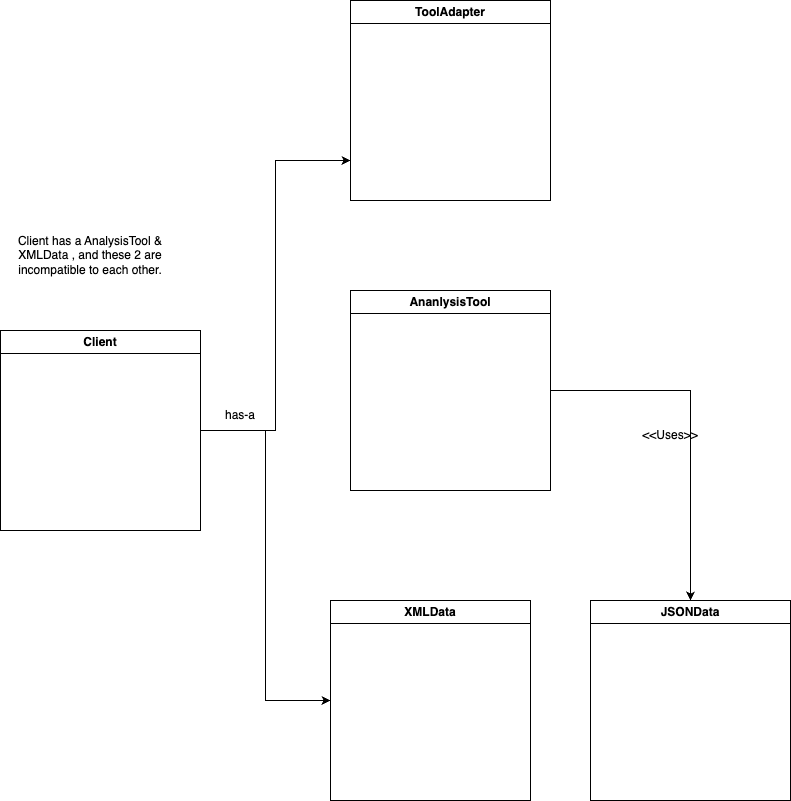 ToolAdapter
Client has a AnalysisTool &
XMLData , and these 2 are
incompatible to each other.
AnanlysisTool
Client
has-a
<<Uses>>
XMLData
JSONData